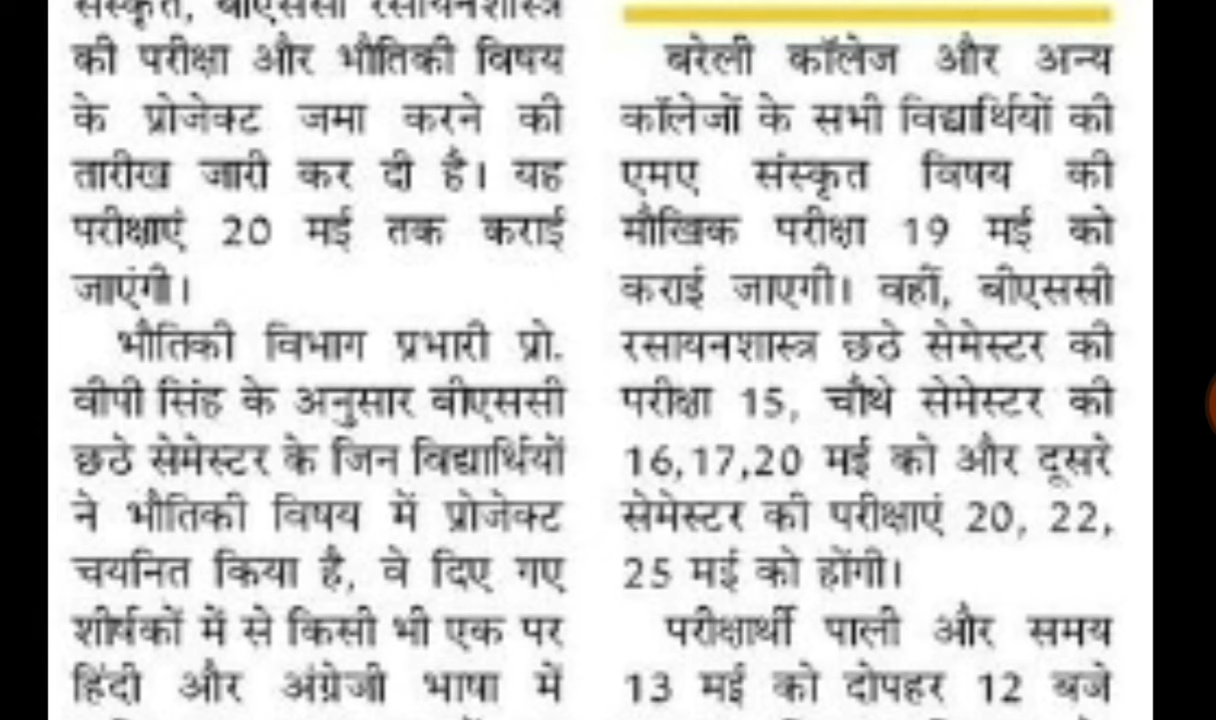 संस्कृत, बीएससी रसायनशास्त्र
की परीक्षा और भौतिकी विषय
के प्रोजेक्ट जमा करने की
तारीख जारी कर दी है। यह
परीक्षाएं 20 मई तक कराई
जाएंगी।
भौतिकी विभाग प्रभारी प्रो.
वीपी सिंह के अनुसार बीएससी
छठे सेमेस्टर के जिन विद्यार्थियों
ने भौतिकी विषय में प्रोजेक्ट
चयनित किया है, वे दिए गए
शीर्षकों में से किसी भी एक पर
हिंदी और अंग्रेजी भाषा में
बरेली कॉलेज और अन्य
कॉलेजों के सभी विद्यार्थियों की
एमए संस्कृत विषय की
मौखिक परीक्षा 19 मई को
कराई जाएगी। वहीं, बीएससी
रसायनशास्त्र छठे सेमेस्टर की
परीक्षा 15, चौथे सेमेस्टर की
16,17,20 मई को और दूसरे
सेमेस्टर की परीक्षाएं 20, 22,
25 मई को होंगी।
परीक्षार्थी पाली और समय
13 मई को दोपहर 12 बजे